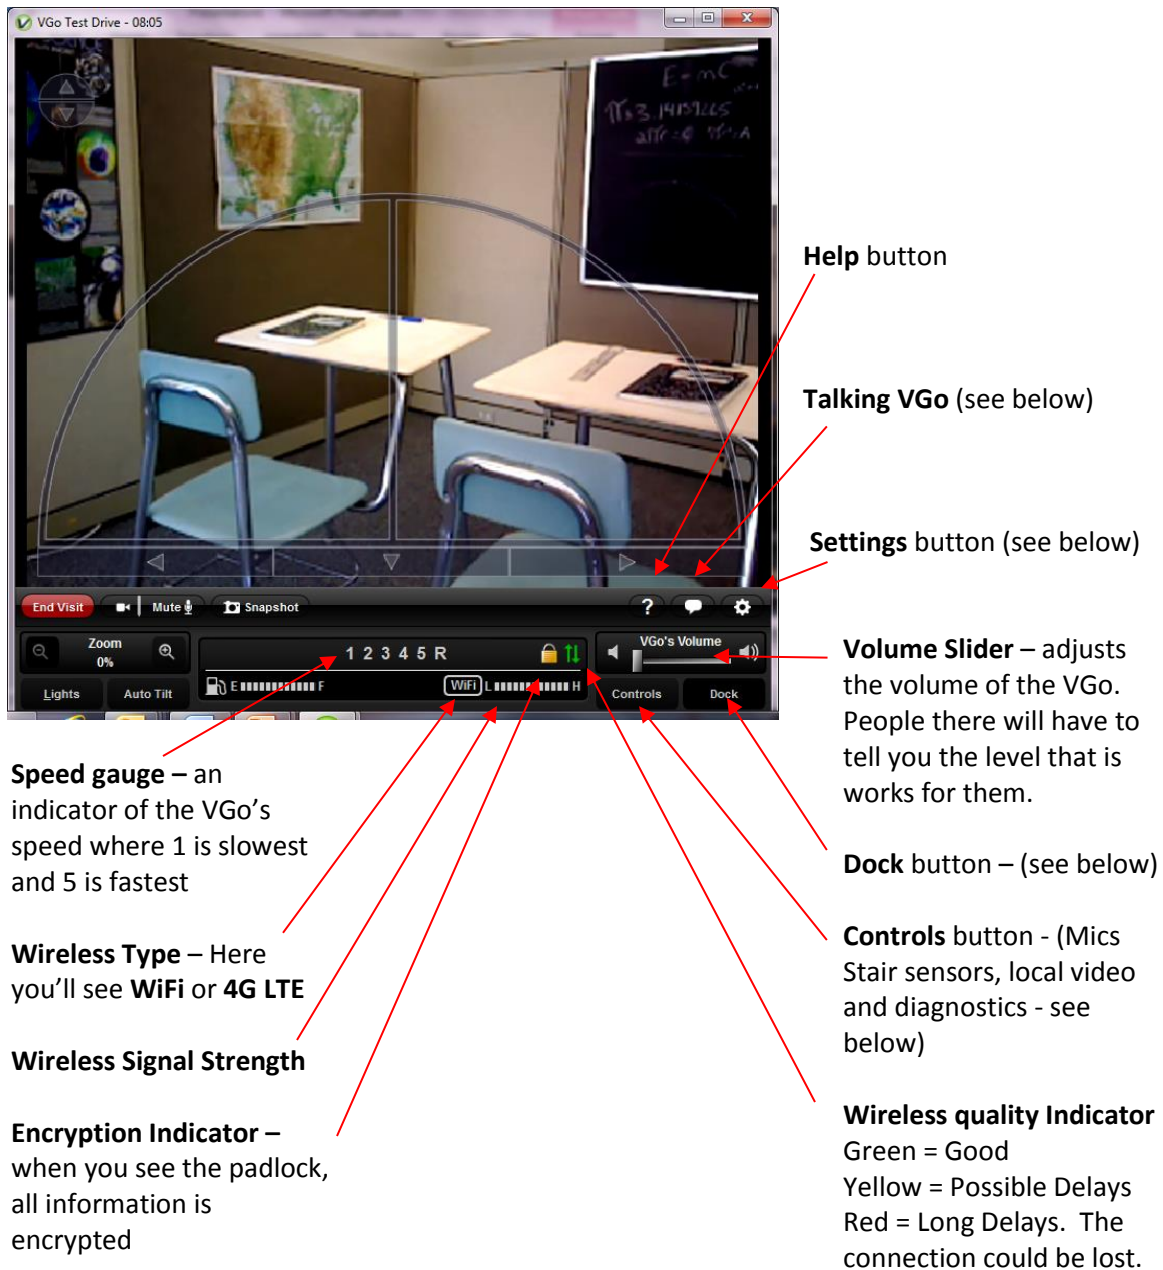 VGo Test Drive - 08:05
E=mC
π=3.14159265
Help button
Talking VGo (see below)
Settings button (see below)
End Visit
Mute
Snapshot
?
Zoom
0%
1 2 3 4 5 R
VGo's Volume
E
F
WiFi
L
H
Lights
Auto Tilt
Controls
Dock
Volume Slider – adjusts
the volume of the VGo.
People there will have to
tell you the level that is
works for them.
Speed gauge – an
indicator of the VGo's
speed where 1 is slowest
and 5 is fastest
Dock button – (see below)
Wireless Type – Here
you'll see WiFi or 4G LTE
Controls button - (Mics
Stair sensors, local video
and diagnostics - see
below)
Wireless Signal Strength
Encryption Indicator –
when you see the padlock,
all information is
encrypted
Wireless quality Indicator
Green = Good
Yellow = Possible Delays
Red = Long Delays.  The
connection could be lost.